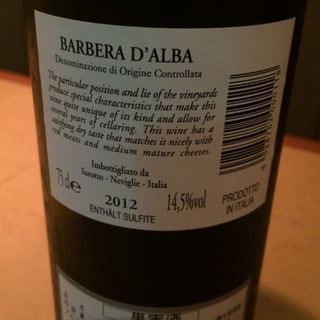 BARBERA D'ALBA
Denominazione di Origine Controllata
The particular position and lie of the vineyards
produce special characteristics that make this
wine quite unique of its kind and allow for
several years of cellaring. This wine has a
satisfying dry taste that matches it nicely with
red meats and medium mature cheeses.
Imbottigliato da
Sarotto - Neviglie - Italia
75 cl e
2012
14,5%vol
PRODOTTO
IN ITALIA
ENTHÄLT SULFITE
果実酒